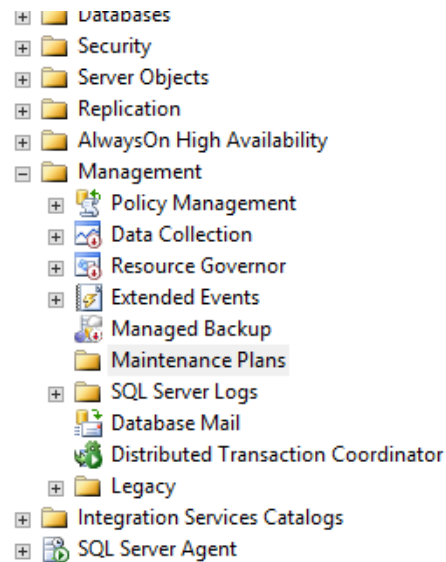 Databases
Security
Server Objects
Replication
AlwaysOn High Availability
Management
Policy Management
Data Collection
Resource Governor
Extended Events
Managed Backup
Maintenance Plans
SQL Server Logs
Database Mail
Distributed Transaction Coordinator
Legacy
Integration Services Catalogs
SQL Server Agent